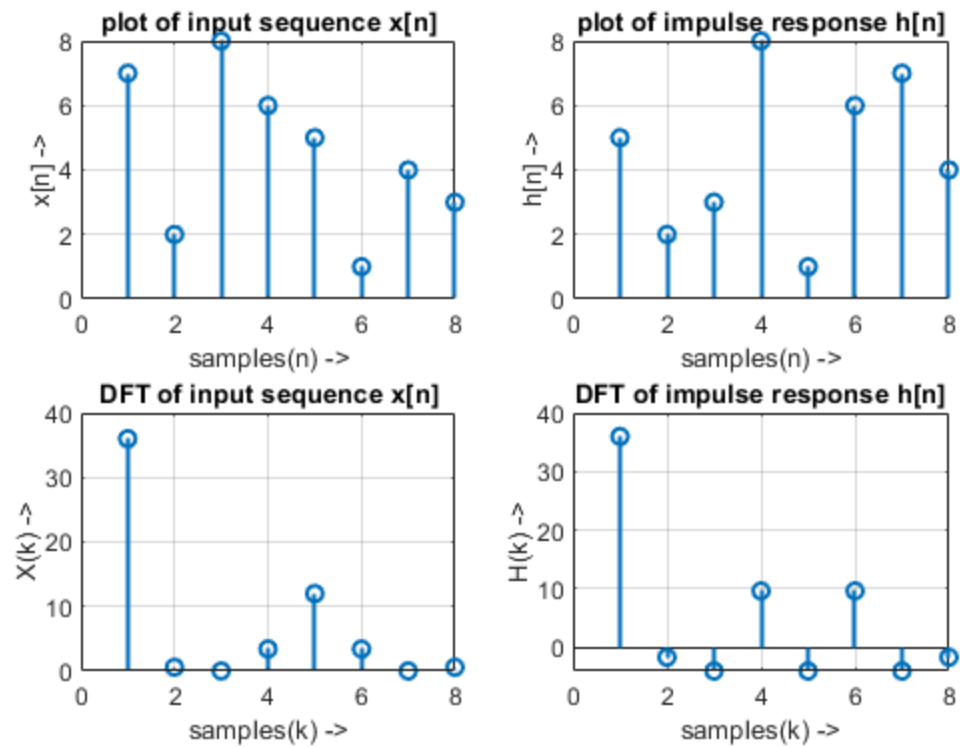 plot of input sequence x[n]
8
6
4
2
0
x[n] ->
0 2 4 6 8
samples(n) ->
plot of impulse response h[n]
8
6
4
2
0
h[n] ->
0 2 4 6 8
samples(n) ->
DFT of input sequence x[n]
40
30
20
10
0
X(k) ->
0 2 4 6 8
samples(k) ->
DFT of impulse response h[n]
40
30
20
10
0
H(k) ->
0 2 4 6 8
samples(k) ->